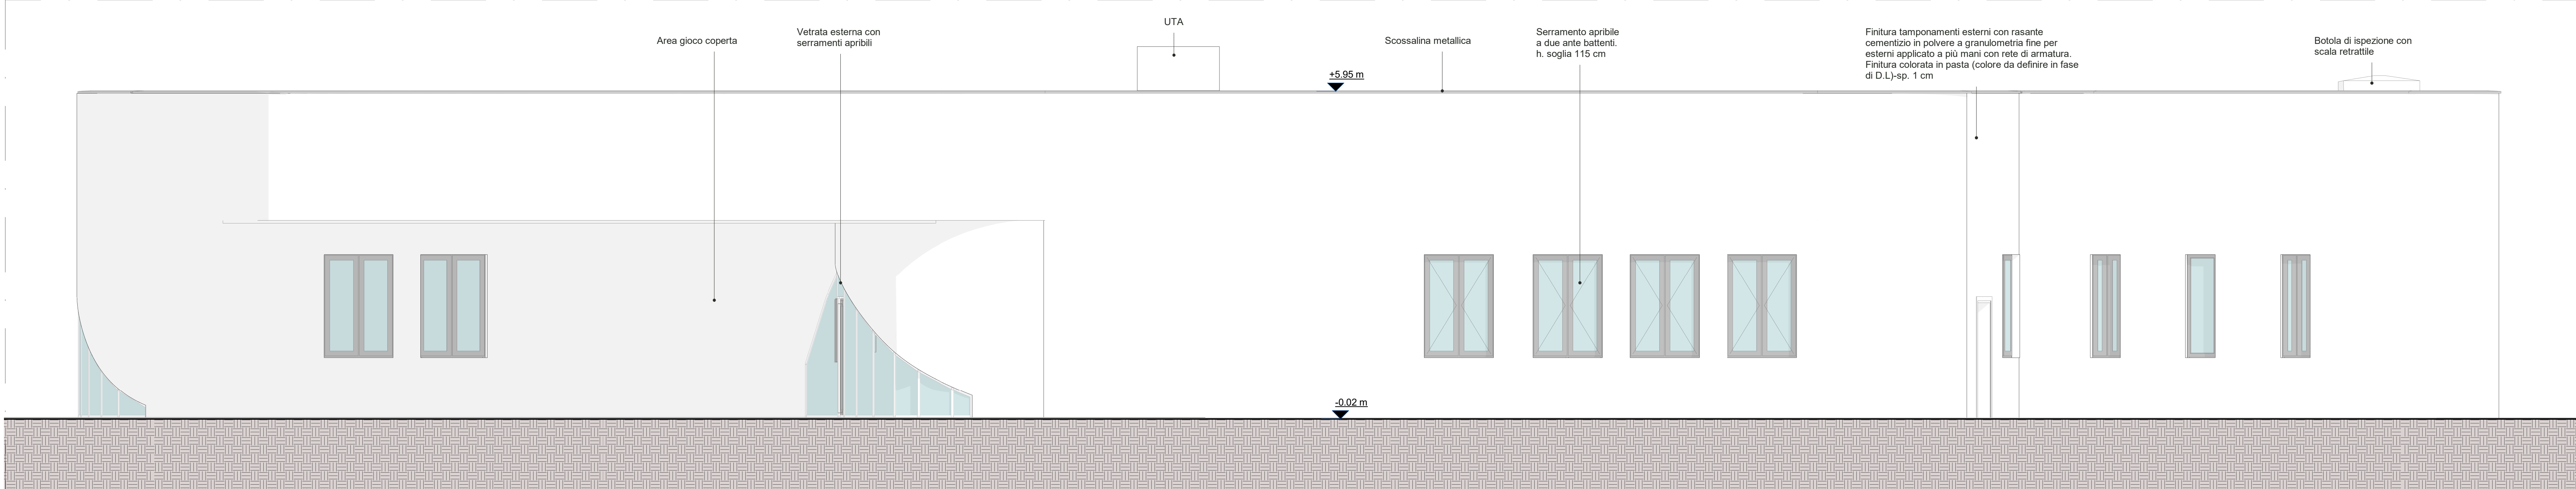 Area gioco coperta
Vetrata esterna con
serramenti apribili
UTA
+5.95 m
Scossalina metallica
Serramento apribile
a due ante battenti.
h. soglia 115 cm
Finitura tamponamenti esterni con rasante
cementizio in polvere a granulometria fine per
esterni applicato a più mani con rete di armatura.
Finitura colorata in pasta (colore da definire in fase
di D.L)-sp. 1 cm
Botola di ispezione con
scala retrattile
-0.02 m